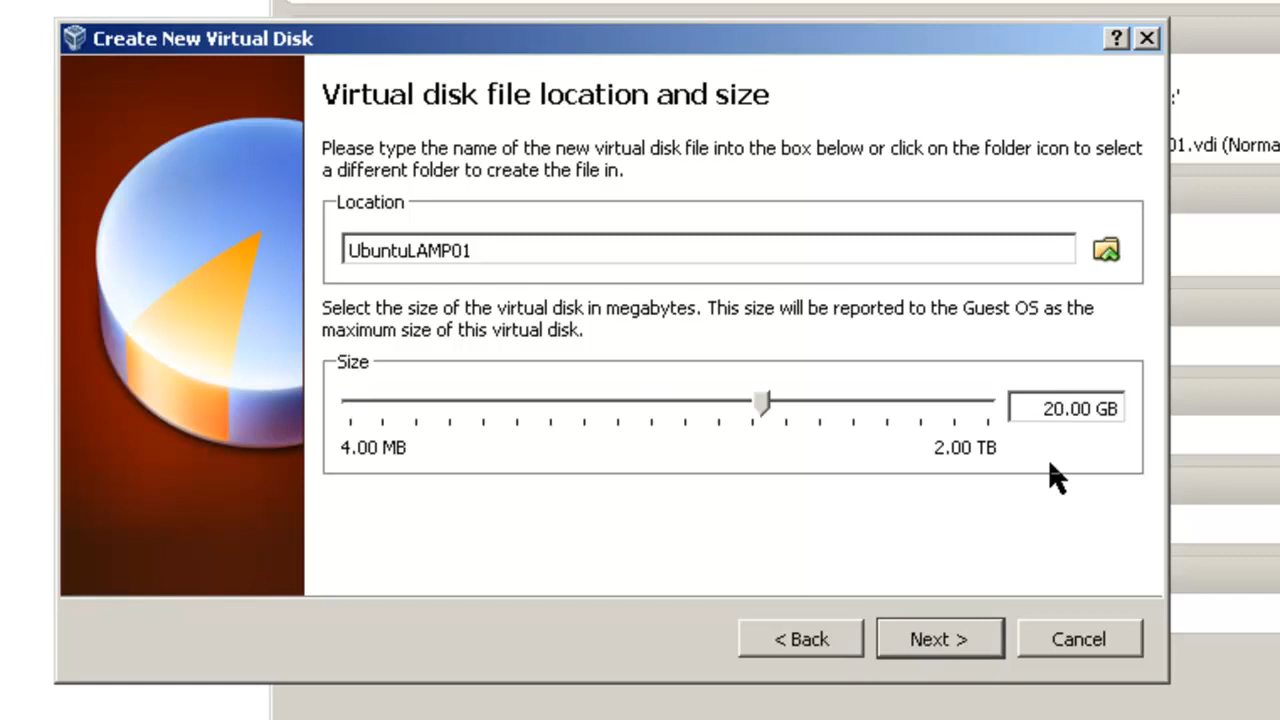 Create New Virtual Disk
?
Virtual disk file location and size
Please type the name of the new virtual disk file into the box below or click on the folder icon to select
a different folder to create the file in.
:'
01.vdi (Norma
Location
UbuntuLAMP01
Select the size of the virtual disk in megabytes. This size will be reported to the Guest OS as the
maximum size of this virtual disk.
Size
20.00 GB
4.00 MB 2.00 TB
< Back Next > Cancel